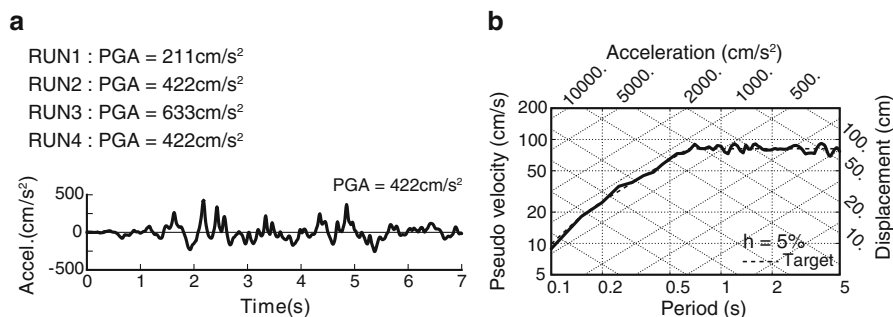 a
RUN1 : PGA = 211cm/s²
RUN2 : PGA = 422cm/s²
RUN3 : PGA = 633cm/s²
RUN4 : PGA = 422cm/s²
PGA = 422cm/s²
Accel.(cm/s²)
500
0
-500
0 1 2 3 4 5 6 7
Time(s)
b
Acceleration (cm/s²)
10000. 5000. 2000. 1000. 500.
Pseudo velocity (cm/s)
200
100
50
20
10
5
100.
50.
20.
10.
Displacement (cm)
h = 5%
Target
0.1 0.2 0.5 1 2 5
Period (s)